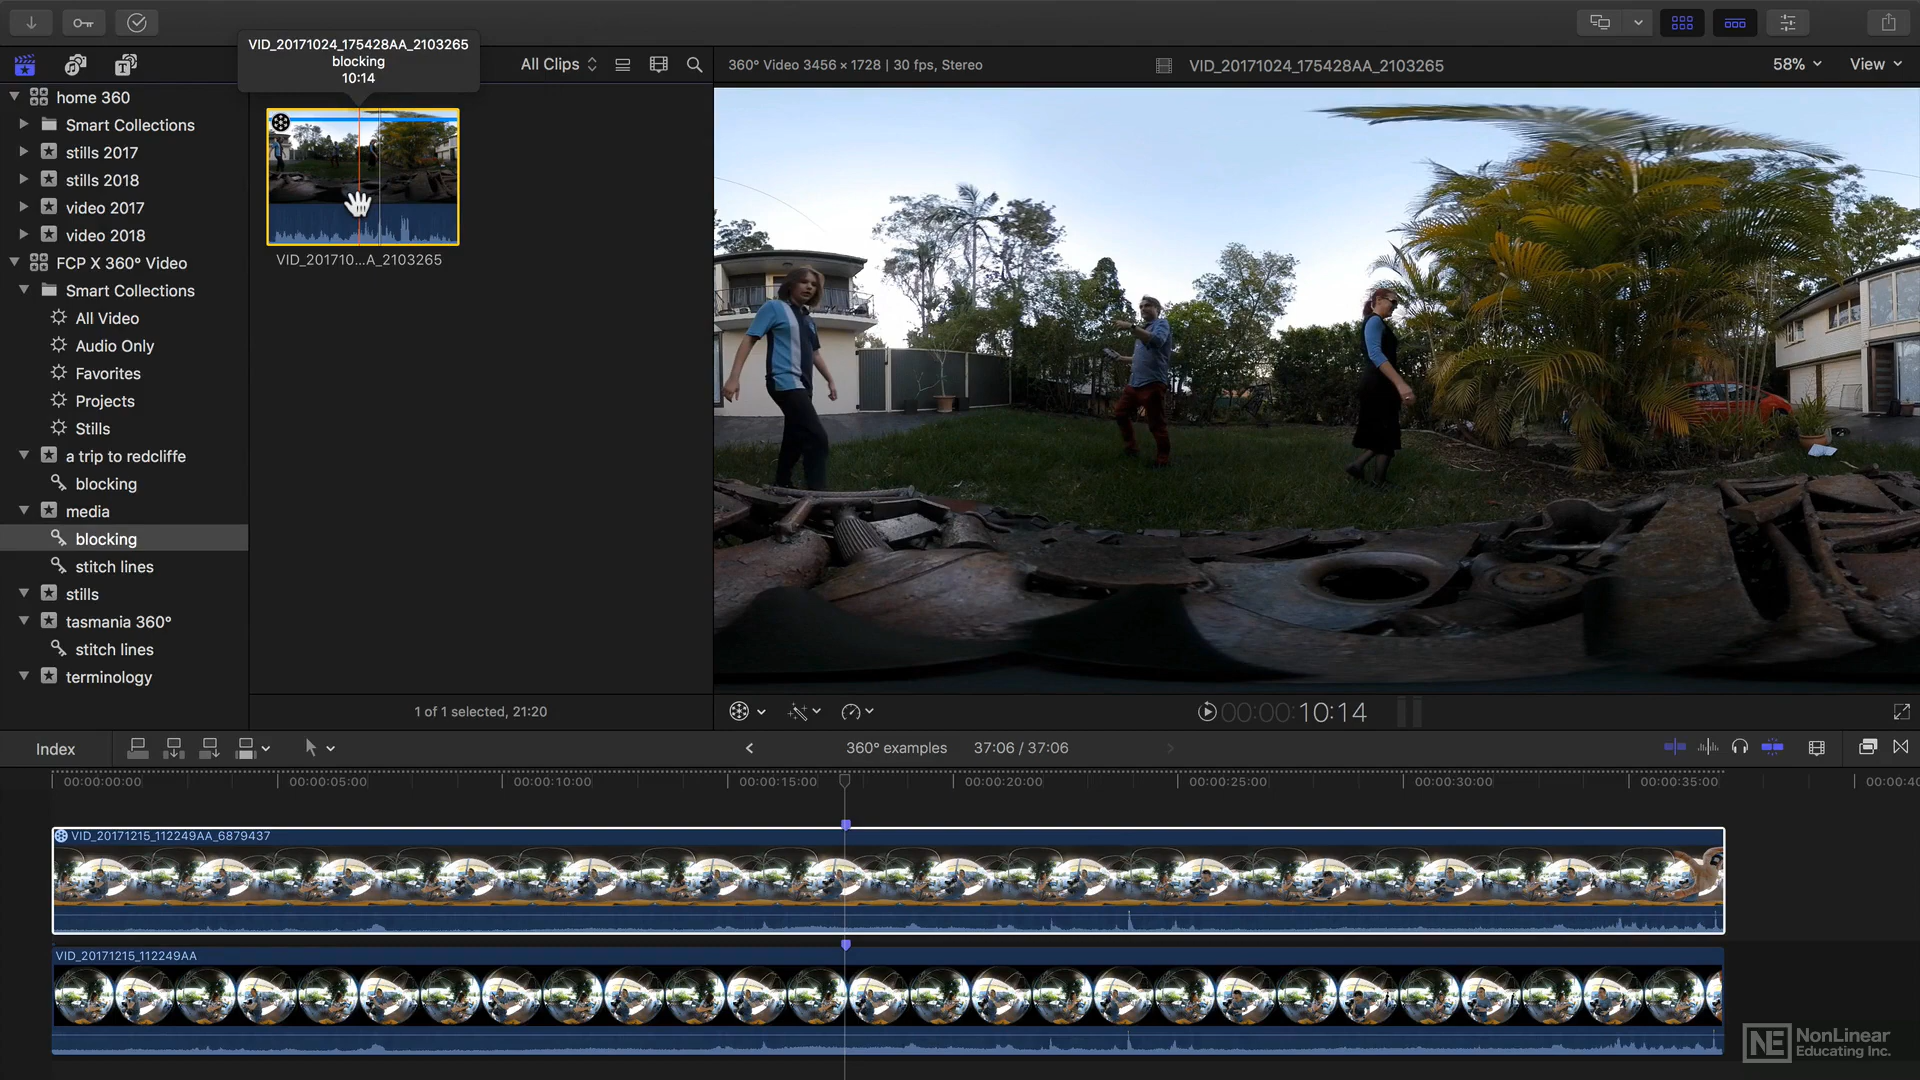 VID_20171024_175428AA_2103265
blocking
10:14
All Clips
360° Video 3456 × 1728 | 30 fps, Stereo
VID_20171024_175428AA_2103265
58%
View
home 360
Smart Collections
stills 2017
stills 2018
video 2017
video 2018
FCP X 360° Video
Smart Collections
All Video
Audio Only
Favorites
Projects
Stills
a trip to redcliffe
blocking
media
blocking
stitch lines
stills
tasmania 360°
stitch lines
terminology
VID_201710...A_2103265
1 of 1 selected, 21:20
00:00:10:14
Index
360° examples
37:06 / 37:06
00:00:00:00
00:00:05:00
00:00:10:00
00:00:15:00
00:00:20:00
00:00:25:00
00:00:30:00
00:00:35:00
00:00:40
VID_20171215_112249AA_6879437
VID_20171215_112249AA
NE NonLinear
Educating Inc.